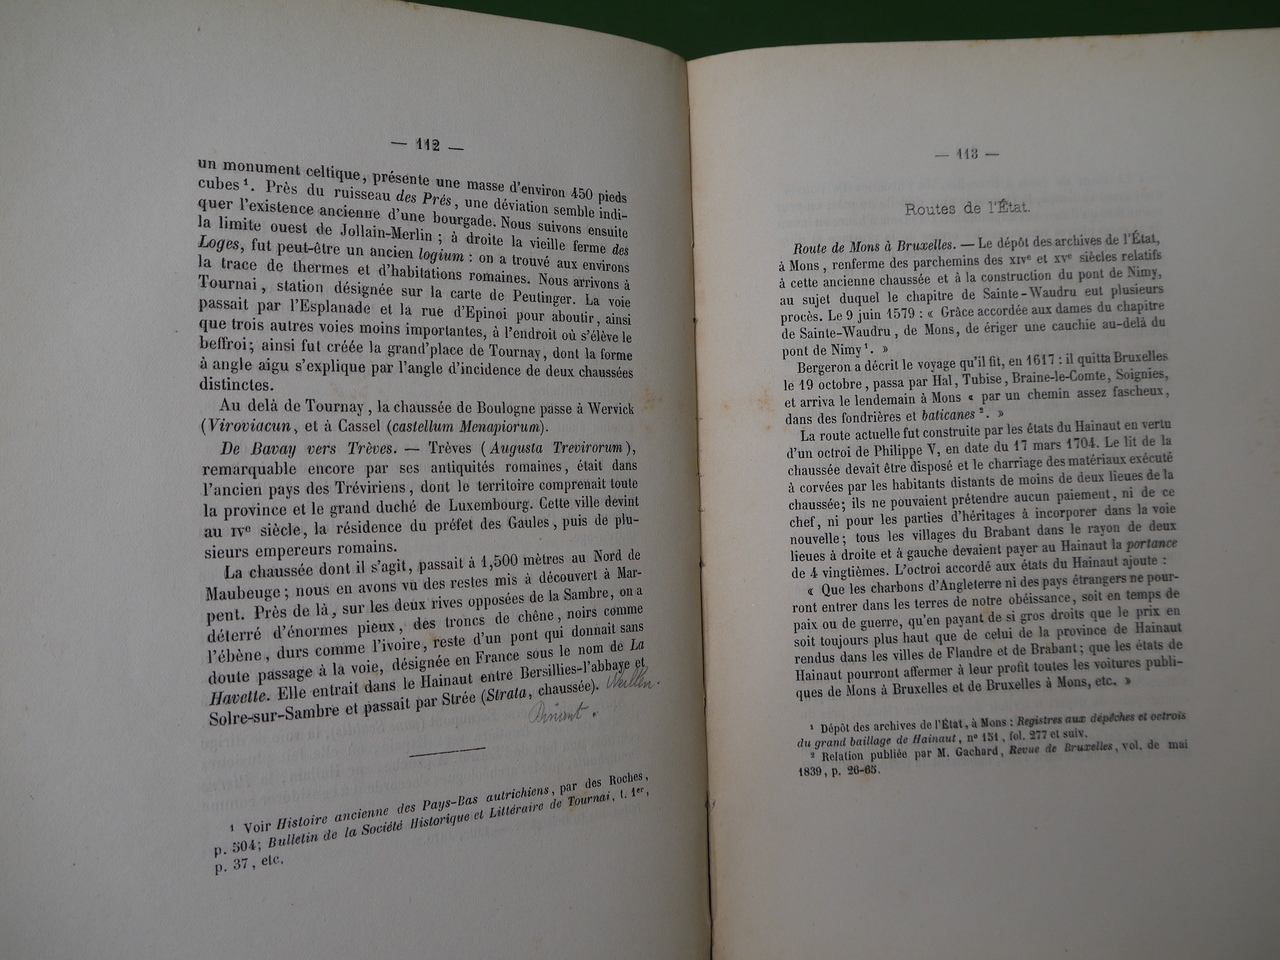 — 112 —
un monument celtique, présente une masse d'environ 450 pieds
cubes¹. Près du ruisseau des Prés, une déviation semble indi-
quer l'existence ancienne d'une bourgade. Nous suivons ensuite
la limite ouest de Jollain-Merlin ; à droite la vieille ferme des
Loges, fut peut-être un ancien logium : on a trouvé aux environs
la trace de thermes et d'habitations romaines. Nous arrivons à
Tournai, station désignée sur la carte de Peutinger. La voie
passait par l'Esplanade et la rue d'Epinoi pour aboutir, ainsi
que trois autres voies moins importantes, à l'endroit où s'élève le
beffroi; ainsi fut créée la grand'place de Tournay, dont la forme
à angle aigu s'explique par l'angle d'incidence de deux chaussées
distinctes.
Au delà de Tournay, la chaussée de Boulogne passe à Wervick
(Viroviacun, et à Cassel (castellum Menapiorum).
De Bavay vers Trèves. — Trèves (Augusta Trevirorum),
remarquable encore par ses antiquités romaines, était dans
l'ancien pays des Tréviriens, dont le territoire comprenait toute
la province et le grand duché de Luxembourg. Cette ville devint
au IVe siècle, la résidence du préfet des Gaules, puis de plu-
sieurs empereurs romains.
La chaussée dont il s'agit, passait à 1,500 mètres au Nord de
Maubeuge ; nous en avons vu des restes mis à découvert à Mar-
pent. Près de là, sur les deux rives opposées de la Sambre, on a
déterré d'énormes pieux, des troncs de chêne, noirs comme
l'ébène, durs comme l'ivoire, reste d'un pont qui donnait sans
doute passage à la voie, désignée en France sous le nom de La
Havette. Elle entrait dans le Hainaut entre Bersillies-l'abbaye et
Solre-sur-Sambre et passait par Strée (Strata, chaussée).
Dinant.
¹ Voir Histoire ancienne des Pays-Bas autrichiens, par des Roches,
p. 504; Bulletin de la Société Historique et Littéraire de Tournai, t. 1er,
p. 37, etc.
— 113 —
Routes de l'État.
Route de Mons à Bruxelles. — Le dépôt des archives de l'État,
à Mons, renferme des parchemins des XIVe et XVe siècles relatifs
à cette ancienne chaussée et à la construction du pont de Nimy,
au sujet duquel le chapitre de Sainte-Waudru eut plusieurs
procès. Le 9 juin 1579 : « Grâce accordée aux dames du chapitre
de Sainte-Waudru, de Mons, de ériger une cauchie au-delà du
pont de Nimy¹. »
Bergeron a décrit le voyage qu'il fit, en 1617 : il quitta Bruxelles
le 19 octobre, passa par Hal, Tubise, Braine-le-Comte, Soignies,
et arriva le lendemain à Mons « par un chemin assez fascheux,
dans des fondrières et baticanes². »
La route actuelle fut construite par les états du Hainaut en vertu
d'un octroi de Philippe V, en date du 17 mars 1704. Le lit de la
chaussée devait être disposé et le charriage des matériaux exécuté
à corvées par les habitants distants de moins de deux lieues de la
chaussée; ils ne pouvaient prétendre aucun paiement, ni de ce
chef, ni pour les parties d'héritages à incorporer dans la voie
nouvelle; tous les villages du Brabant dans le rayon de deux
lieues à droite et à gauche devaient payer au Hainaut la portance
de 4 vingtièmes. L'octroi accordé aux états du Hainaut ajoute :
« Que les charbons d'Angleterre ni des pays étrangers ne pour-
ront entrer dans les terres de notre obéissance, soit en temps de
paix ou de guerre, qu'en payant de si gros droits que le prix en
soit toujours plus haut que de celui de la province de Hainaut
rendus dans les villes de Flandre et de Brabant; que les états de
Hainaut pourront affermer à leur profit toutes les voitures publi-
ques de Mons à Bruxelles et de Bruxelles à Mons, etc. »
¹ Dépôt des archives de l'État, à Mons : Registres aux dépêches et octrois
du grand baillage de Hainaut, n° 151, fol. 277 et suiv.
² Relation publiée par M. Gachard, Revue de Bruxelles, vol. de mai
1839, p. 26-65.